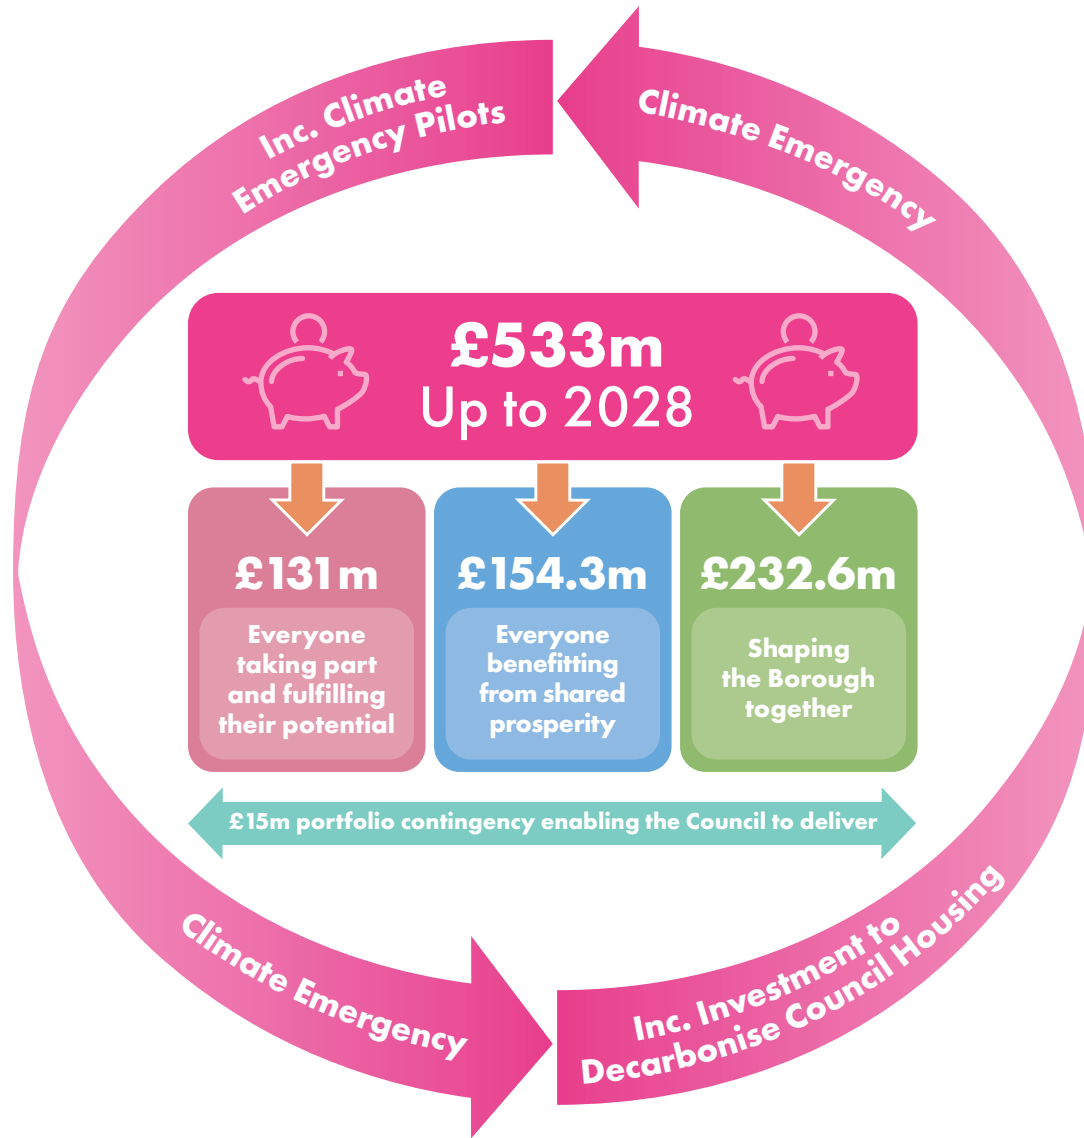 Inc. Climate
Emergency Pilots
Climate Emergency
£533m
Up to 2028
£131m
Everyone
taking part
and fulfilling
their potential
£154.3m
Everyone
benefitting
from shared
prosperity
£232.6m
Shaping
the Borough
together
£15m portfolio contingency enabling the Council to deliver
Climate Emergency
Inc. Investment to
Decarbonise Council Housing